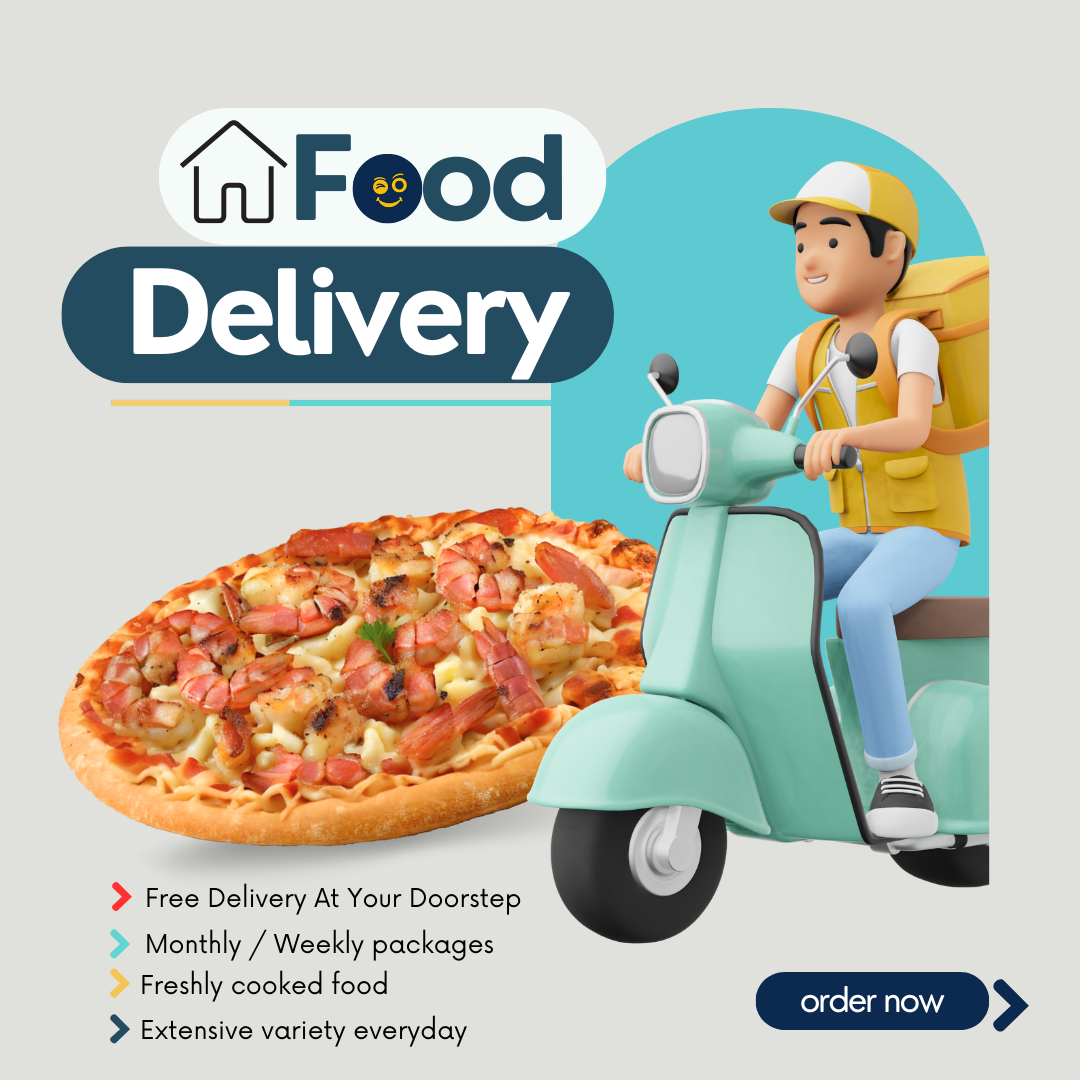 Food
Delivery
Free Delivery At Your Doorstep
Monthly / Weekly packages
Freshly cooked food
Extensive variety everyday
order now